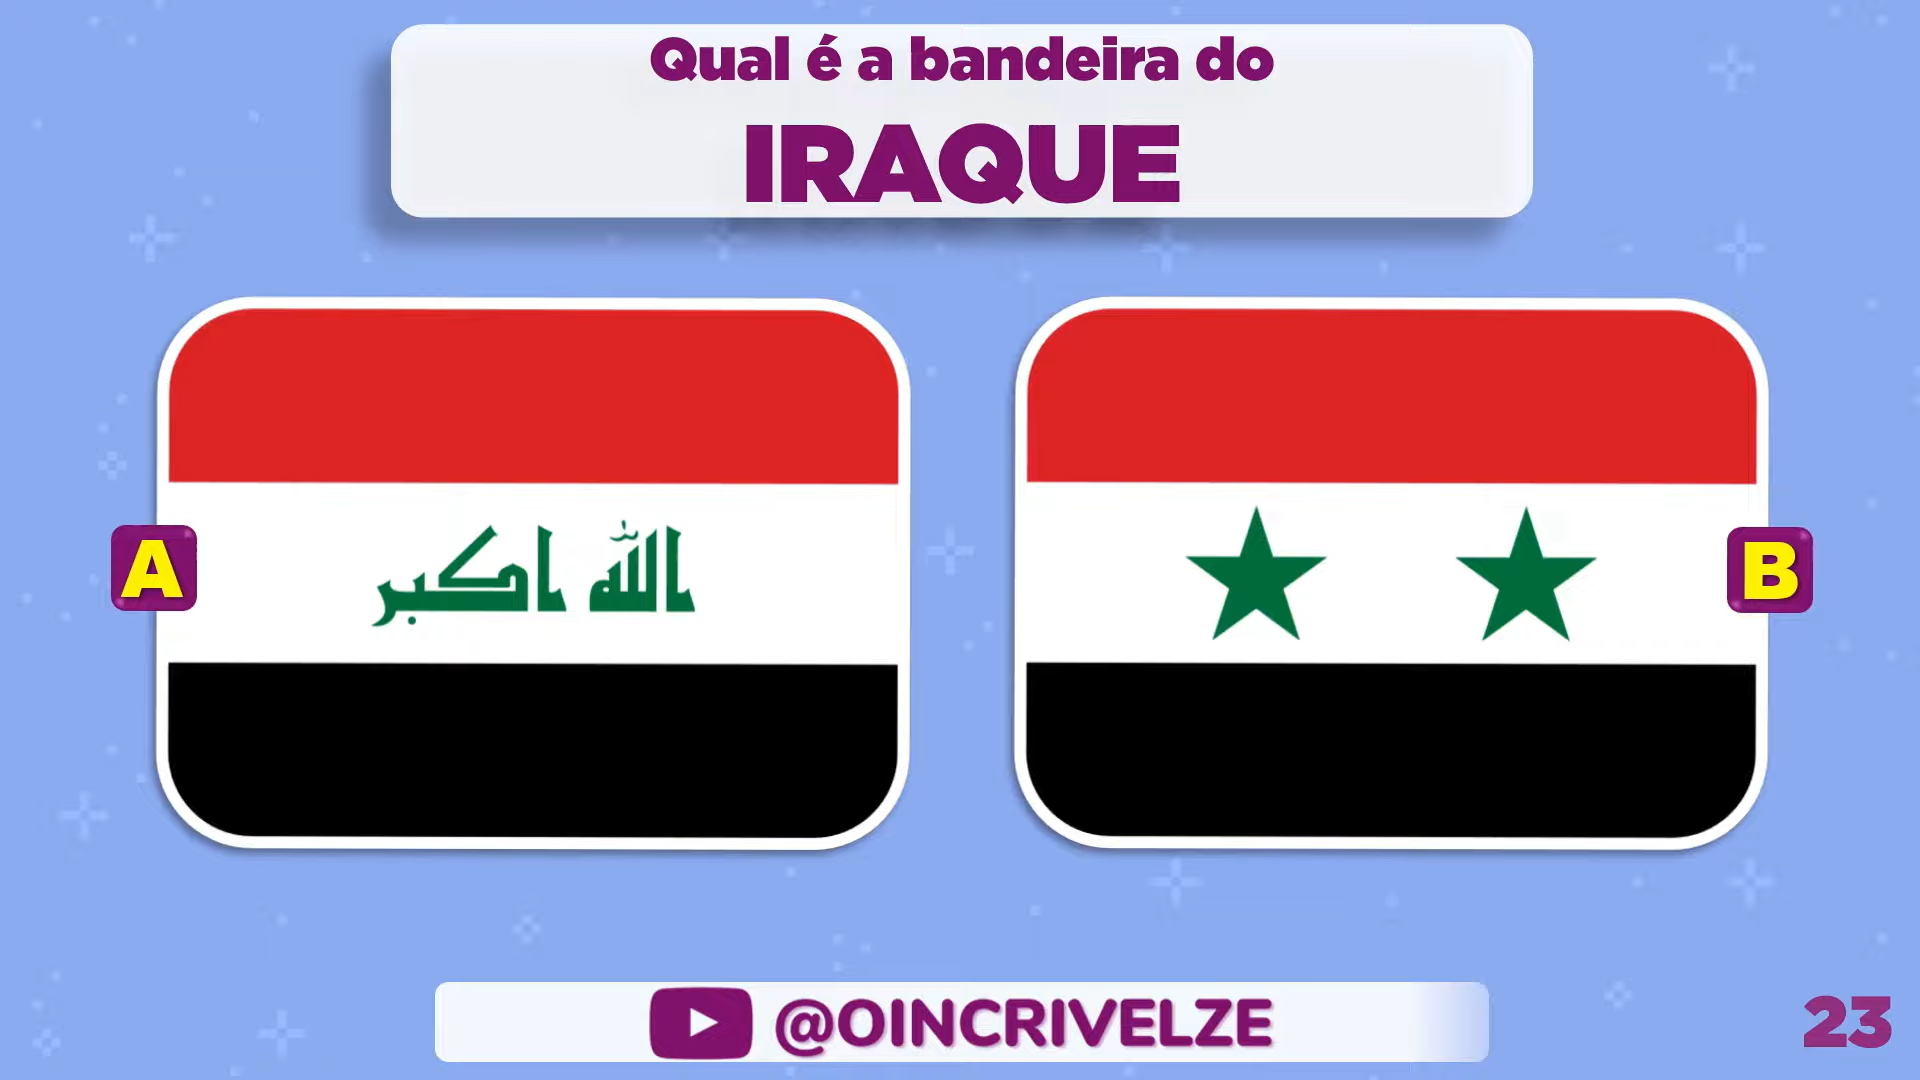 Qual é a bandeira do
IRAQUE
الله اكبر
A
B
@OINCRIVELZE
23